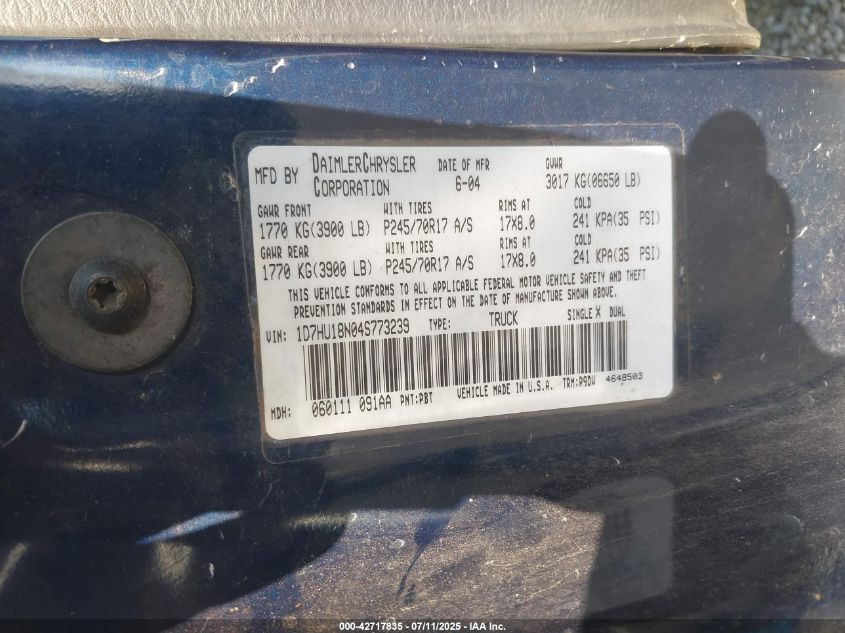 MFD BY DAIMLERCHRYSLER CORPORATION DATE OF MFR 6-04 GVWR 3017 KG(06650 LB)
GAWR FRONT WITH TIRES RIMS AT COLD
1770 KG(3900 LB) P245/70R17 A/S 17X8.0 241 KPA(35 PSI)
GAWR REAR WITH TIRES RIMS AT COLD
1770 KG(3900 LB) P245/70R17 A/S 17X8.0 241 KPA(35 PSI)
THIS VEHICLE CONFORMS TO ALL APPLICABLE FEDERAL MOTOR VEHICLE SAFETY AND THEFT
PREVENTION STANDARDS IN EFFECT ON THE DATE OF MANUFACTURE SHOWN ABOVE.
VIN: 1D7HU18N04S773239 TYPE: TRUCK SINGLE X DUAL
MDH: 060111 091AA PNT:PBT VEHICLE MADE IN U.S.A. TRM:P9DV 4648503
000-42717835 - 07/11/2025 - IAA Inc.